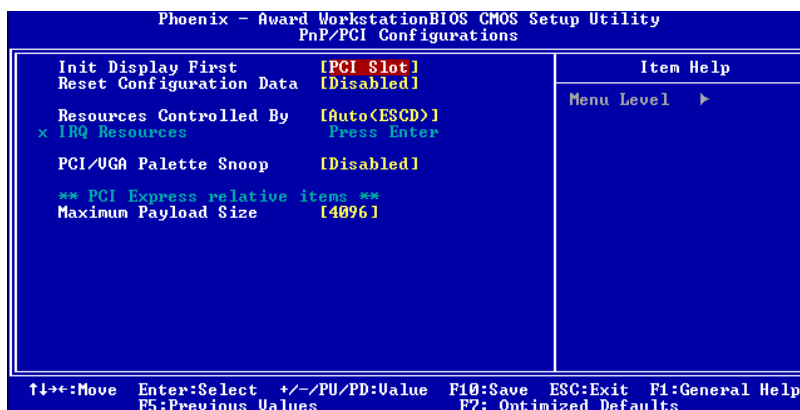 Phoenix - Award WorkstationBIOS CMOS Setup Utility
PnP/PCI Configurations
Init Display First [PCI Slot]
Reset Configuration Data [Disabled]
Resources Controlled By [Auto(ESCD)]
x IRQ Resources Press Enter
PCI/VGA Palette Snoop [Disabled]
** PCI Express relative items **
Maximum Payload Size [4096]
Item Help
Menu Level ►
↑↓→←:Move Enter:Select +/-/PU/PD:Value F10:Save ESC:Exit F1:General Help
F5:Previous Values F7: Optimized Defaults